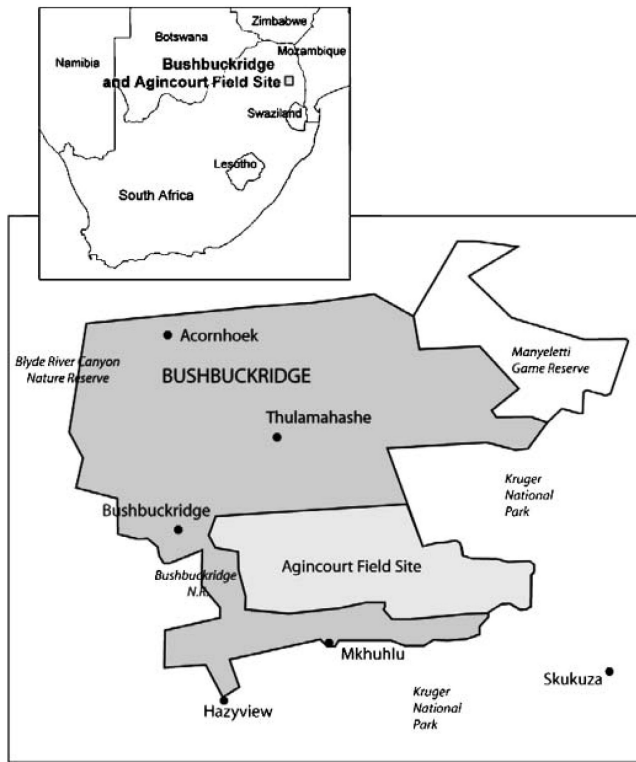 Zimbabwe
Botswana
Mozambique
Namibia
Bushbuckridge
and Agincourt Field Site
Swaziland
Lesotho
South Africa
Acornhoek
Blyde River Canyon
Nature Reserve
BUSHBUCKRIDGE
Manyeletti
Game Reserve
Thulamahashe
Kruger
National
Park
Bushbuckridge
Agincourt Field Site
Bushbuckridge
N.R.
Mkhuhlu
Skukuza
Hazyview
Kruger
National
Park